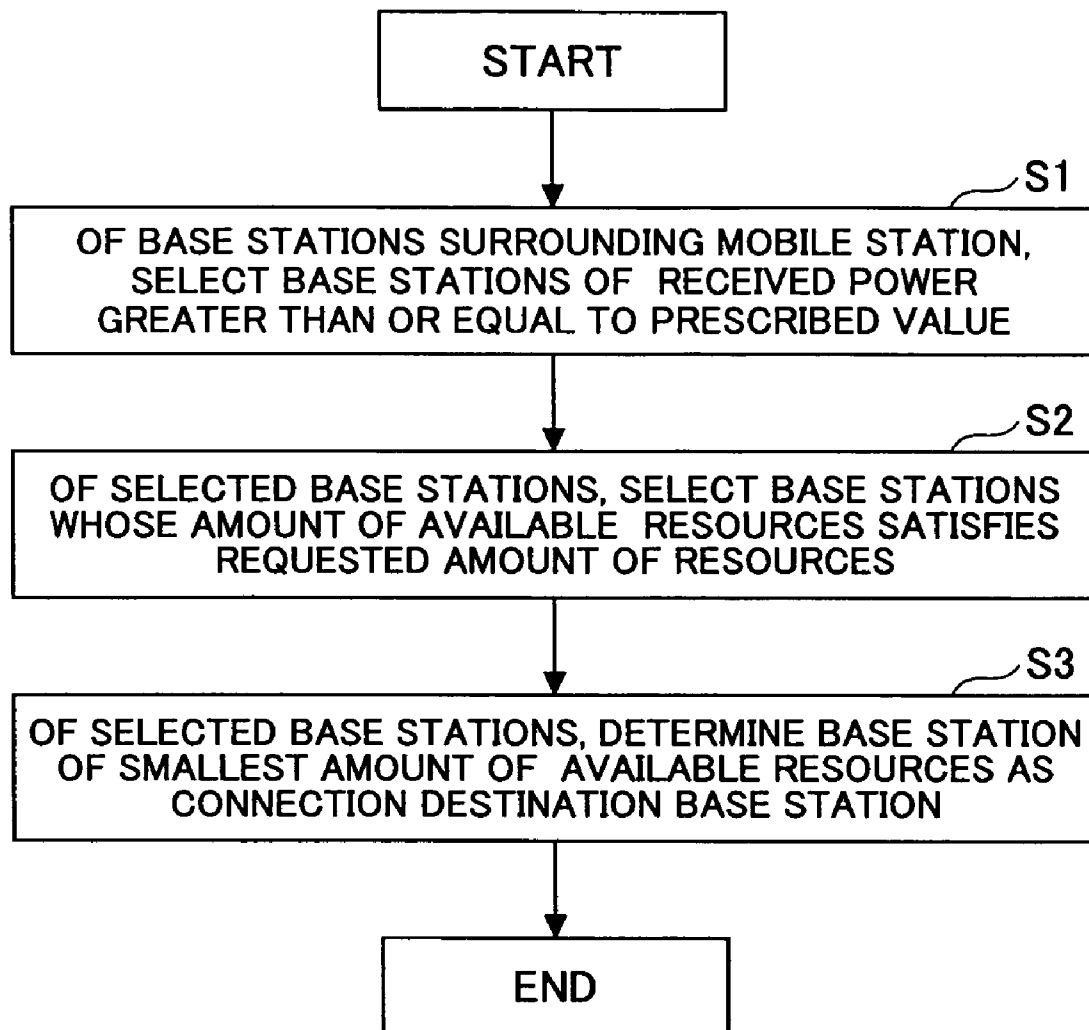 START
S1
OF BASE STATIONS SURROUNDING MOBILE STATION,
SELECT BASE STATIONS OF RECEIVED POWER
GREATER THAN OR EQUAL TO PRESCRIBED VALUE
S2
OF SELECTED BASE STATIONS, SELECT BASE STATIONS
WHOSE AMOUNT OF AVAILABLE RESOURCES SATISFIES
REQUESTED AMOUNT OF RESOURCES
S3
OF SELECTED BASE STATIONS, DETERMINE BASE STATION
OF SMALLEST AMOUNT OF AVAILABLE RESOURCES AS
CONNECTION DESTINATION BASE STATION
END